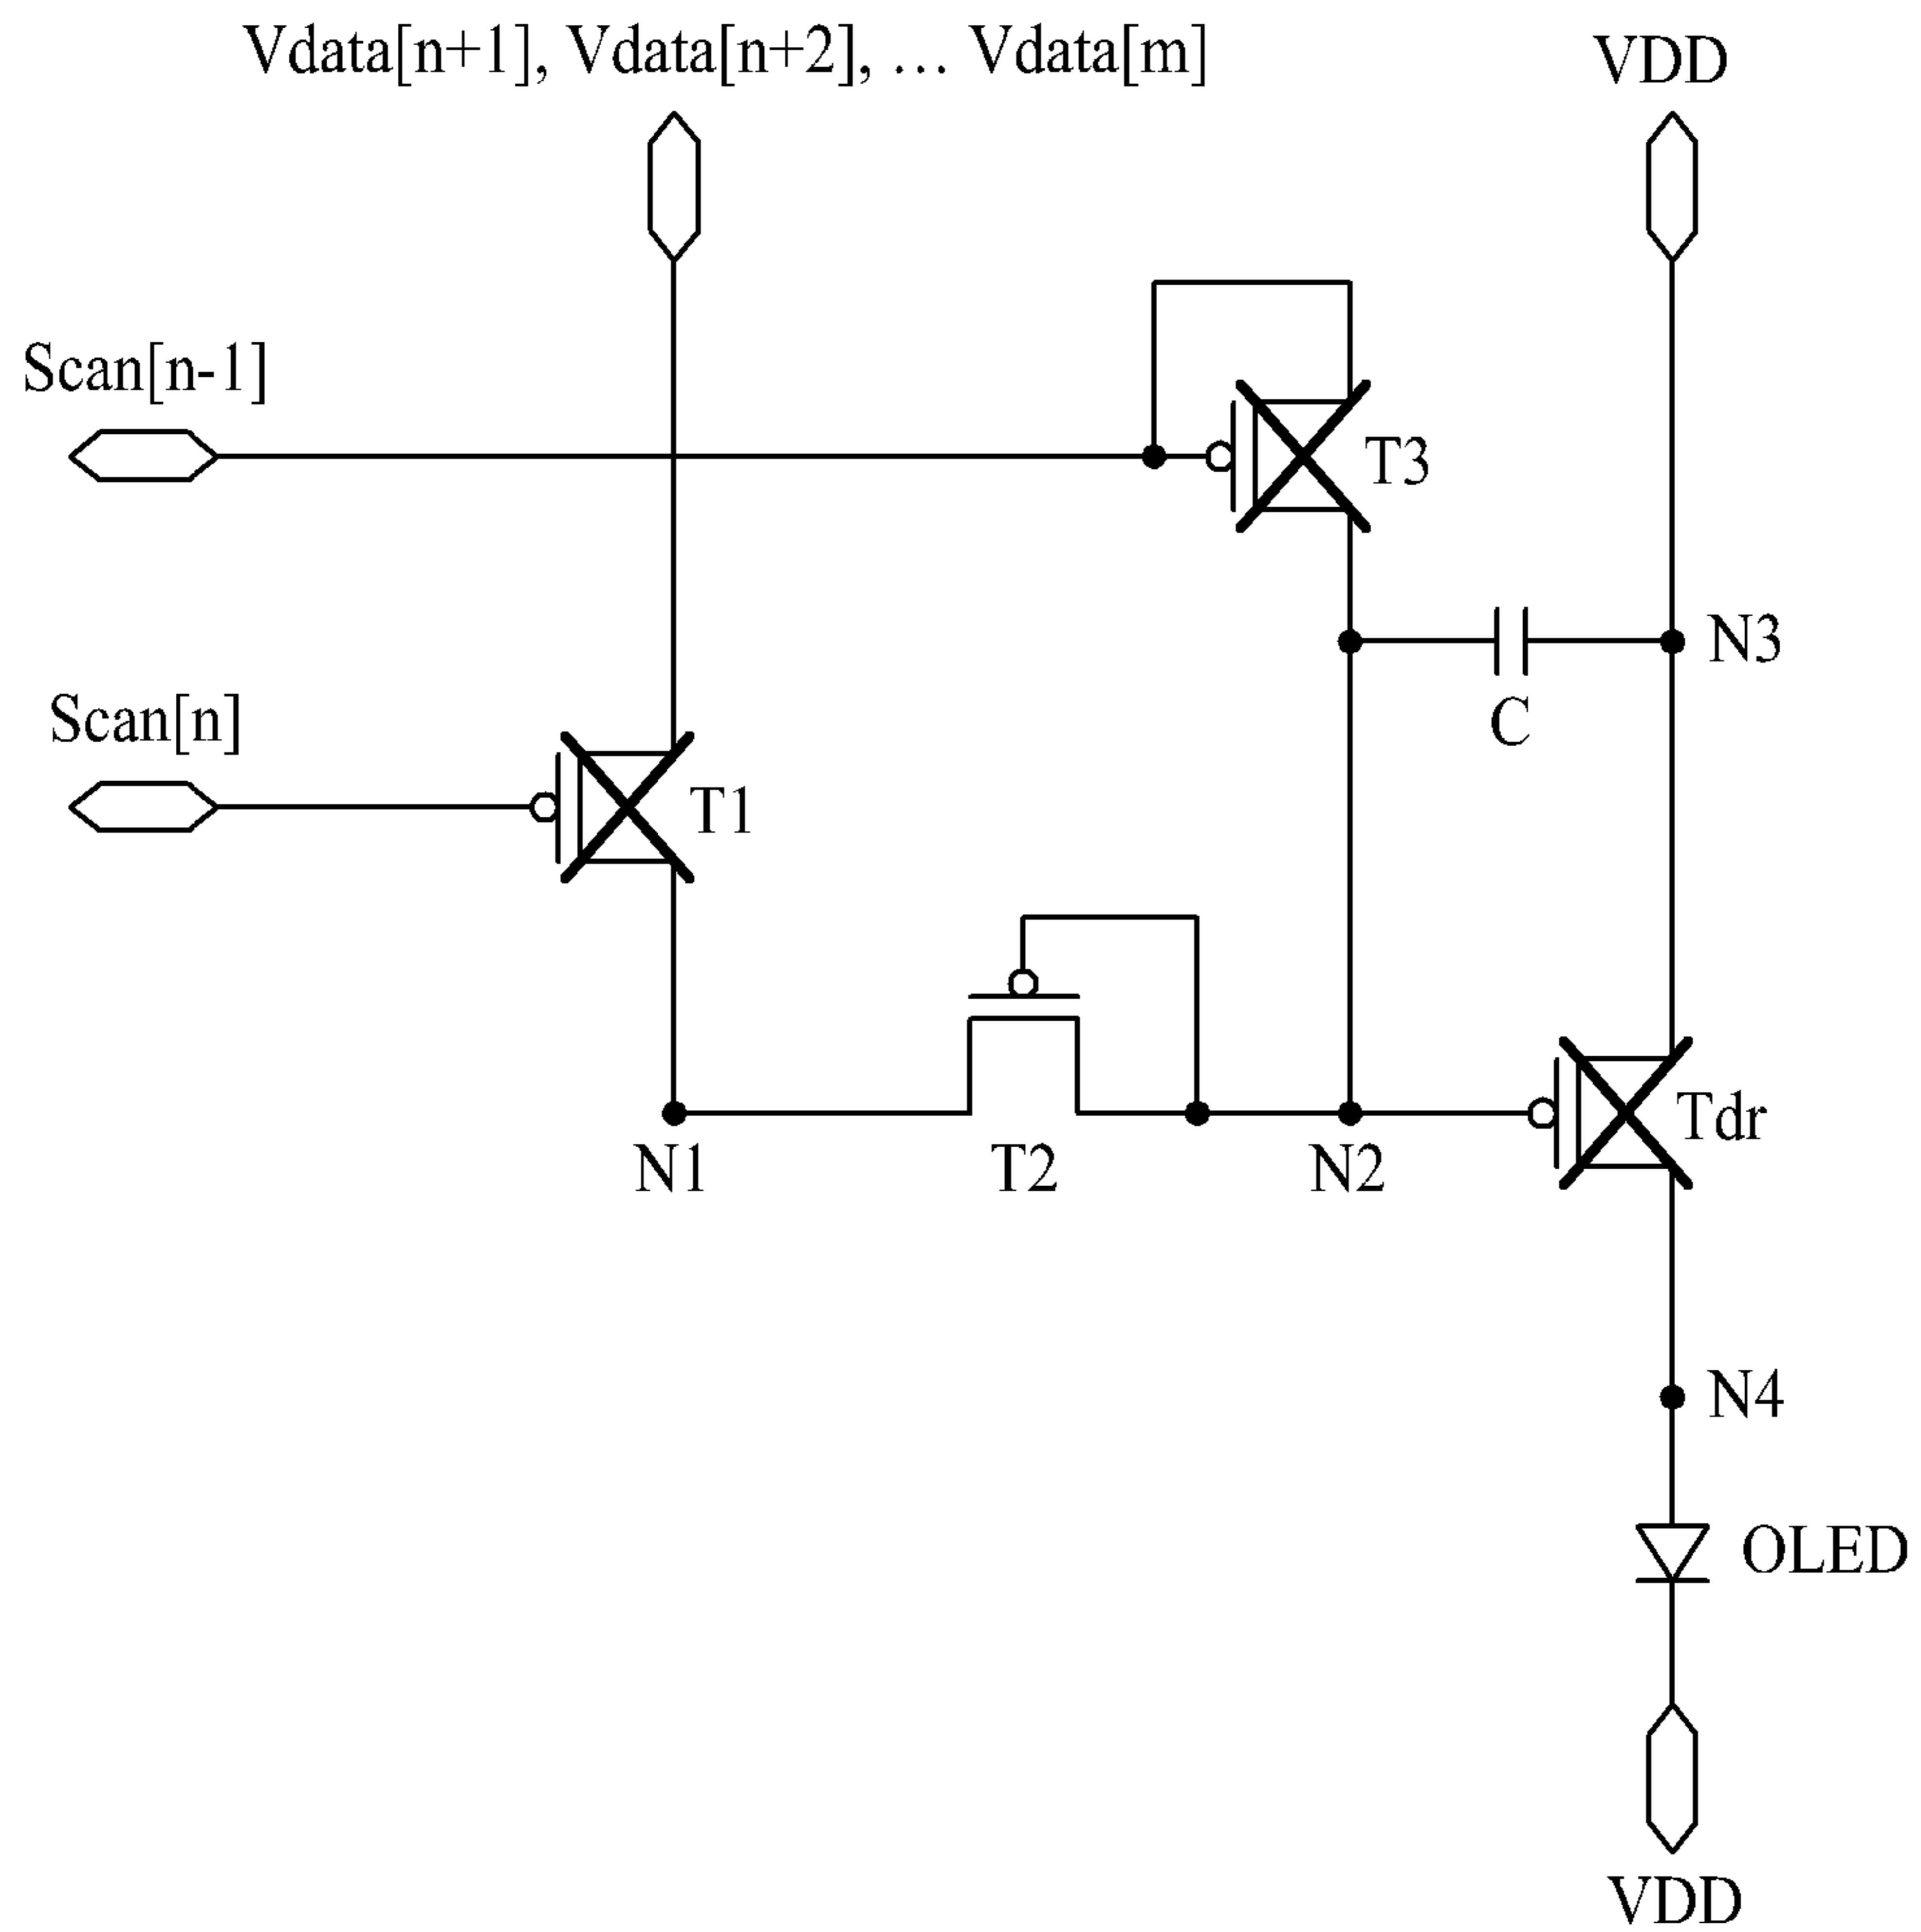 Vdata[n+1], Vdata[n+2], ... Vdata[m]
VDD
Scan[n-1]
T3
N3
C
Scan[n]
T1
Tdr
N1
T2
N2
N4
OLED
VDD